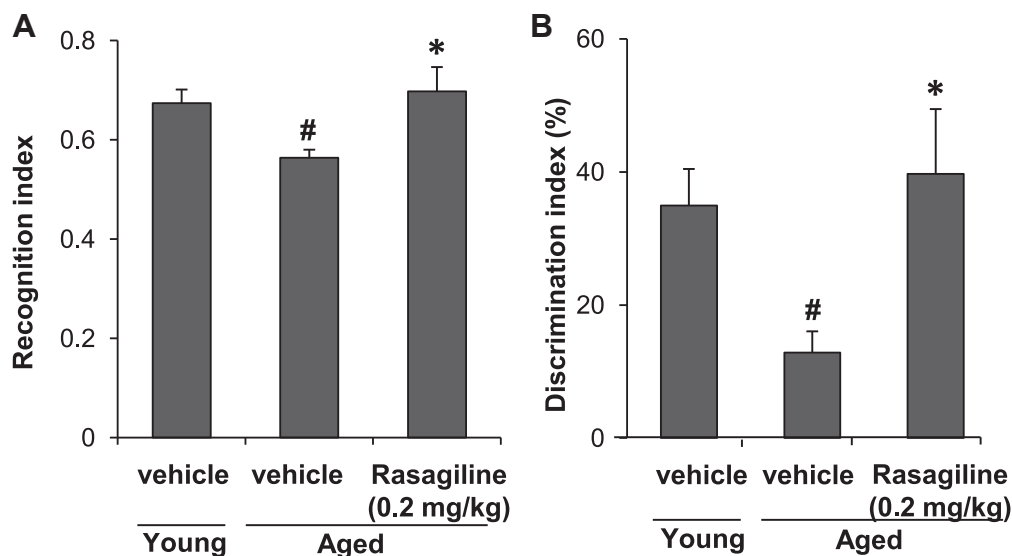 A
Recognition index
0.8
0.6
0.4
0.2
0
#
*
vehicle
vehicle
Rasagiline
(0.2 mg/kg)
Young
Aged
B
Discrimination index (%)
60
40
20
0
#
*
vehicle
vehicle
Rasagiline
(0.2 mg/kg)
Young
Aged